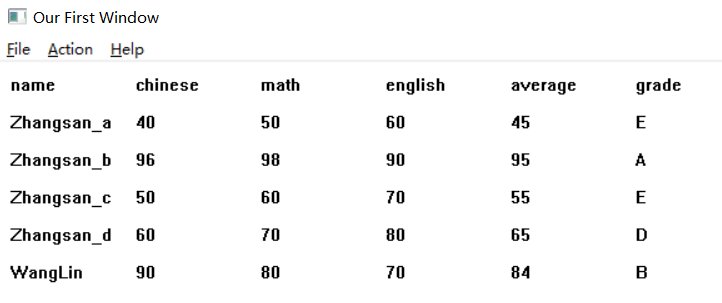 Our First Window
File Action Help
name chinese math english average grade
Zhangsan_a 40 50 60 45 E
Zhangsan_b 96 98 90 95 A
Zhangsan_c 50 60 70 55 E
Zhangsan_d 60 70 80 65 D
WangLin 90 80 70 84 B